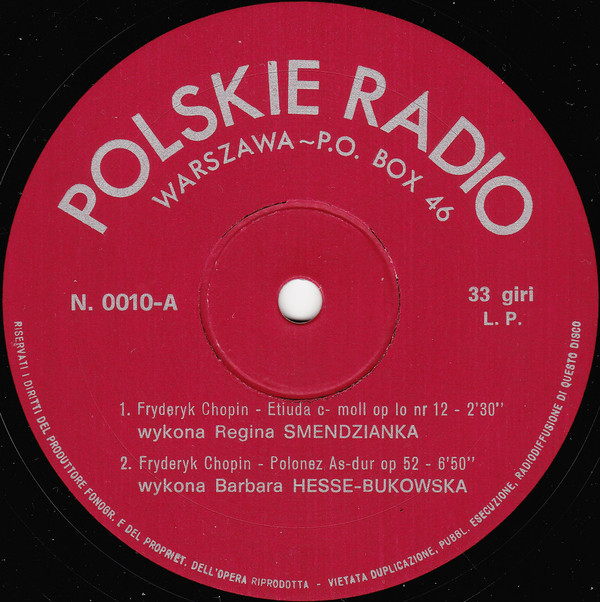 POLSKIE RADIO
WARSZAWA~P.O. BOX 46
N. 0010-A
33 giri
L. P.
1. Fryderyk Chopin - Etiuda c- moll op lo nr 12 - 2'30"
wykona Regina SMENDZIANKA
2. Fryderyk Chopin - Polonez As-dur op 52 - 6'50"
wykona Barbara HESSE-BUKOWSKA
RISERVATI I DIRITTI DEL PRODUTTORE FONOGR. E DEL PROPRIET. DELL'OPERA RIPRODOTTA - VIETATA DUPLICAZIONE, PUBBL. ESECUZIONE, RADIODIFFUSIONE DI QUESTO DISCO